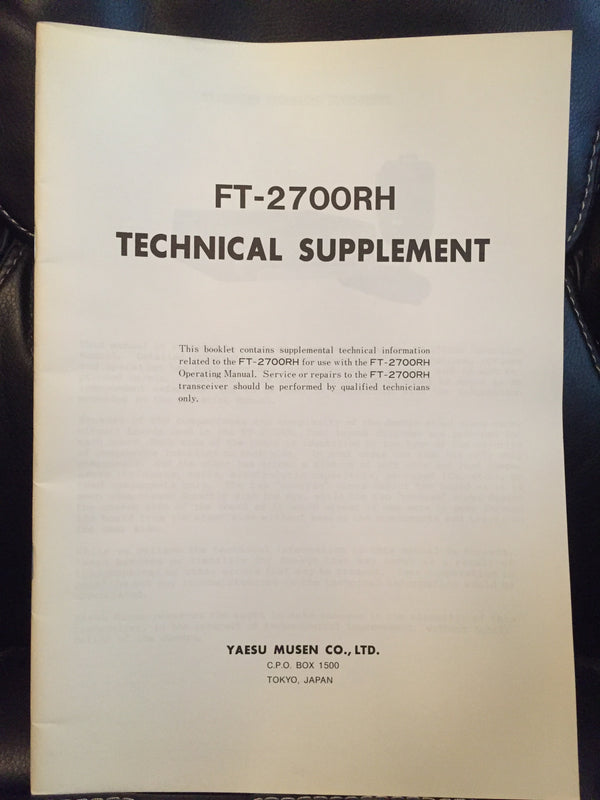 FT-2700RH
TECHNICAL SUPPLEMENT
This booklet contains supplemental technical information
related to the FT-2700RH for use with the FT-2700RH
Operating Manual. Service or repairs to the FT-2700RH
transceiver should be performed by qualified technicians
only.
YAESU MUSEN CO., LTD.
C.P.O. BOX 1500
TOKYO, JAPAN